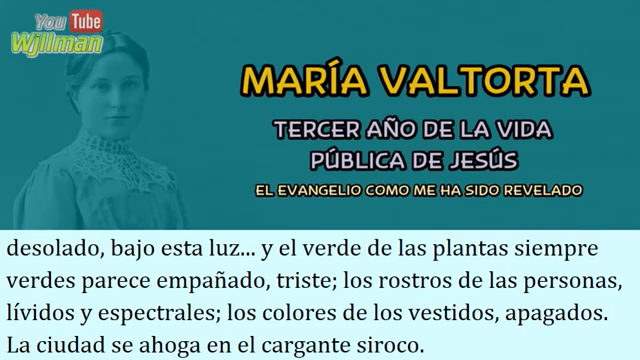 You Tube
Wjllman
MARÍA VALTORTA
TERCER AÑO DE LA VIDA
PÚBLICA DE JESÚS
EL EVANGELIO COMO ME HA SIDO REVELADO
desolado, bajo esta luz... y el verde de las plantas siempre
verdes parece empañado, triste; los rostros de las personas,
lívidos y espectrales; los colores de los vestidos, apagados.
La ciudad se ahoga en el cargante siroco.